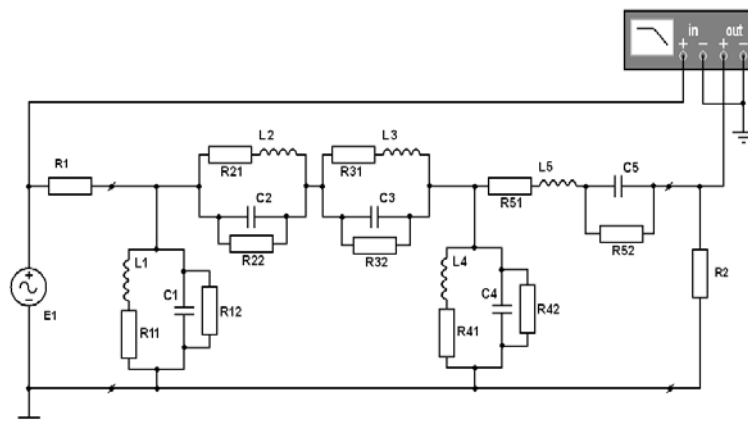 in out
+ − + −
L2 L3
R1 R21 R31 L5 C5
C2 C3 R51
R22 R32 R52
L1 L4 R2
C1 R12 C4 R42
E1 R11 R41